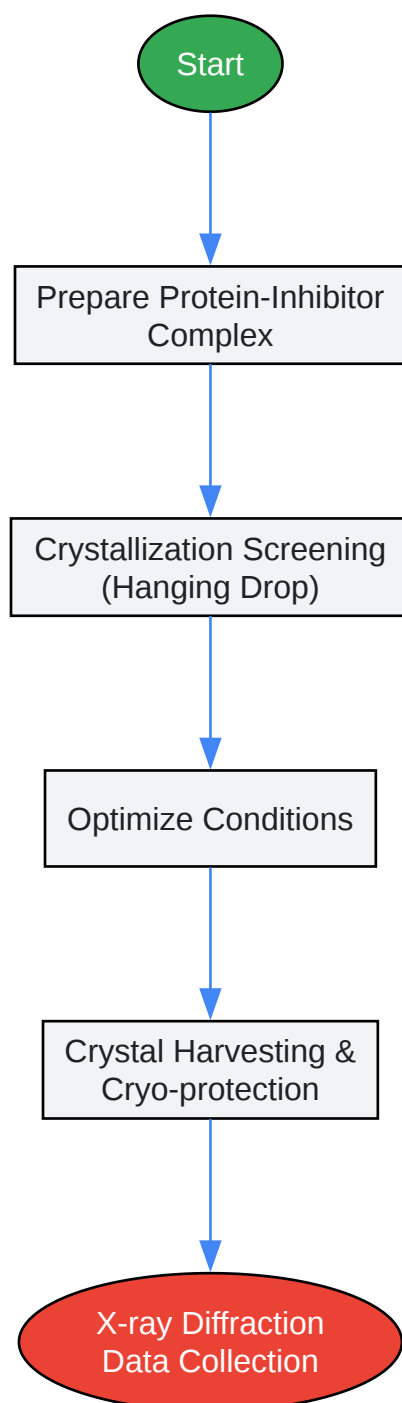 Start
Prepare Protein-Inhibitor
Complex
Crystallization Screening
(Hanging Drop)
Optimize Conditions
Crystal Harvesting &
Cryo-protection
X-ray Diffraction
Data Collection